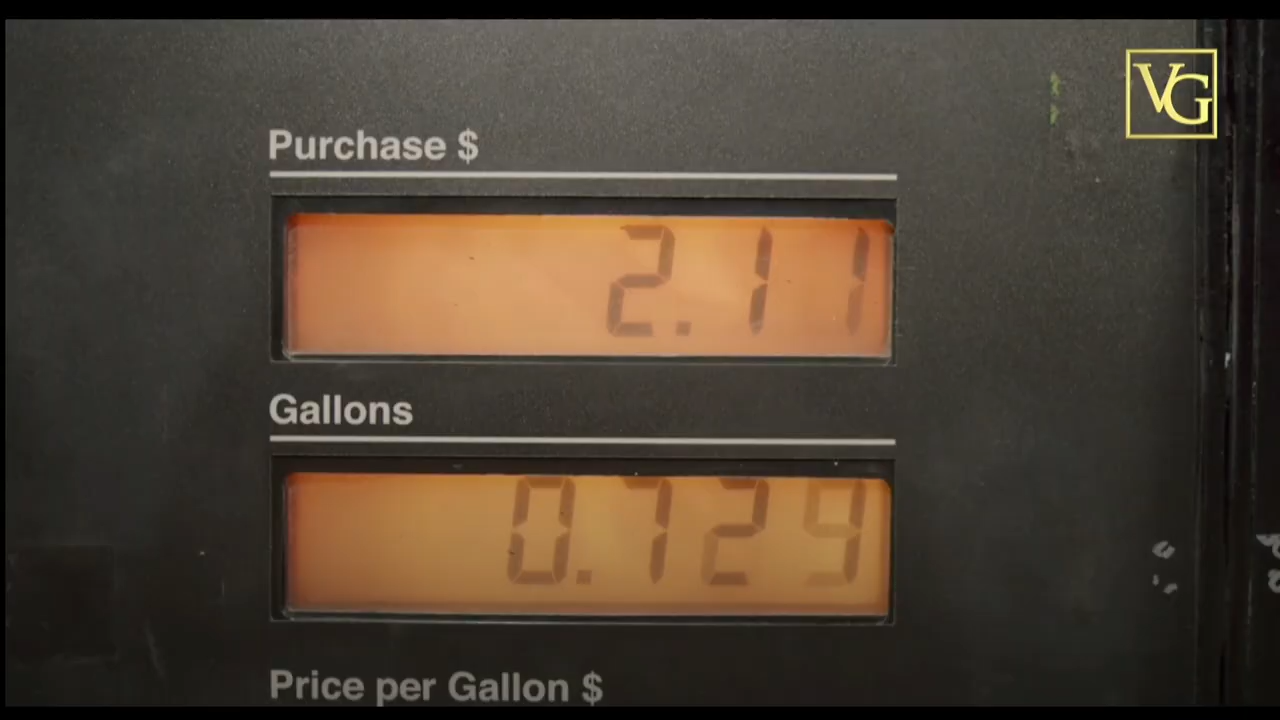 VG
Purchase $
2.11
Gallons
0.729
Price per Gallon $